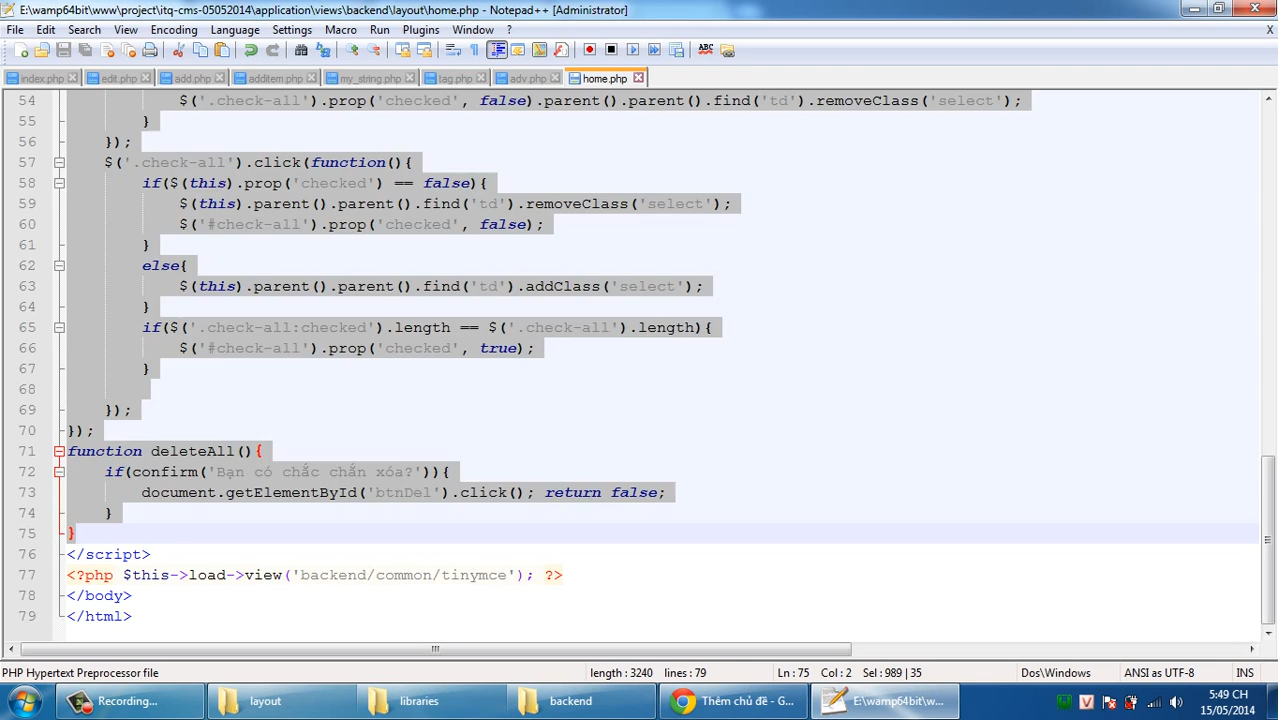 E:\wamp64bit\www\project\itq-cms-05052014\application\views\backend\layout\home.php - Notepad++ [Administrator]
File Edit Search View Encoding Language Settings Macro Run Plugins Window ? X
index.php edit.php add.php additem.php my_string.php tag.php adv.php home.php
54 $('.check-all').prop('checked', false).parent().parent().find('td').removeClass('select');
55 }
56 });
57 $('.check-all').click(function(){
58 if($(this).prop('checked') == false){
59 $(this).parent().parent().find('td').removeClass('select');
60 $('#check-all').prop('checked', false);
61 }
62 else{
63 $(this).parent().parent().find('td').addClass('select');
64 }
65 if($('.check-all:checked').length == $('.check-all').length){
66 $('#check-all').prop('checked', true);
67 }
68
69 });
70 });
71 function deleteAll(){
72 if(confirm('Bạn có chắc chắn xóa?')){
73 document.getElementById('btnDel').click(); return false;
74 }
75 }
76 </script>
77 <?php $this->load->view('backend/common/tinymce'); ?>
78 </body>
79 </html>
PHP Hypertext Preprocessor file length : 3240 lines : 79 Ln : 75 Col : 2 Sel : 989 | 35 Dos\Windows ANSI as UTF-8 INS
Recording... layout libraries backend Thêm chủ đề - G... E:\wamp64bit\w... 5:49 CH
15/05/2014